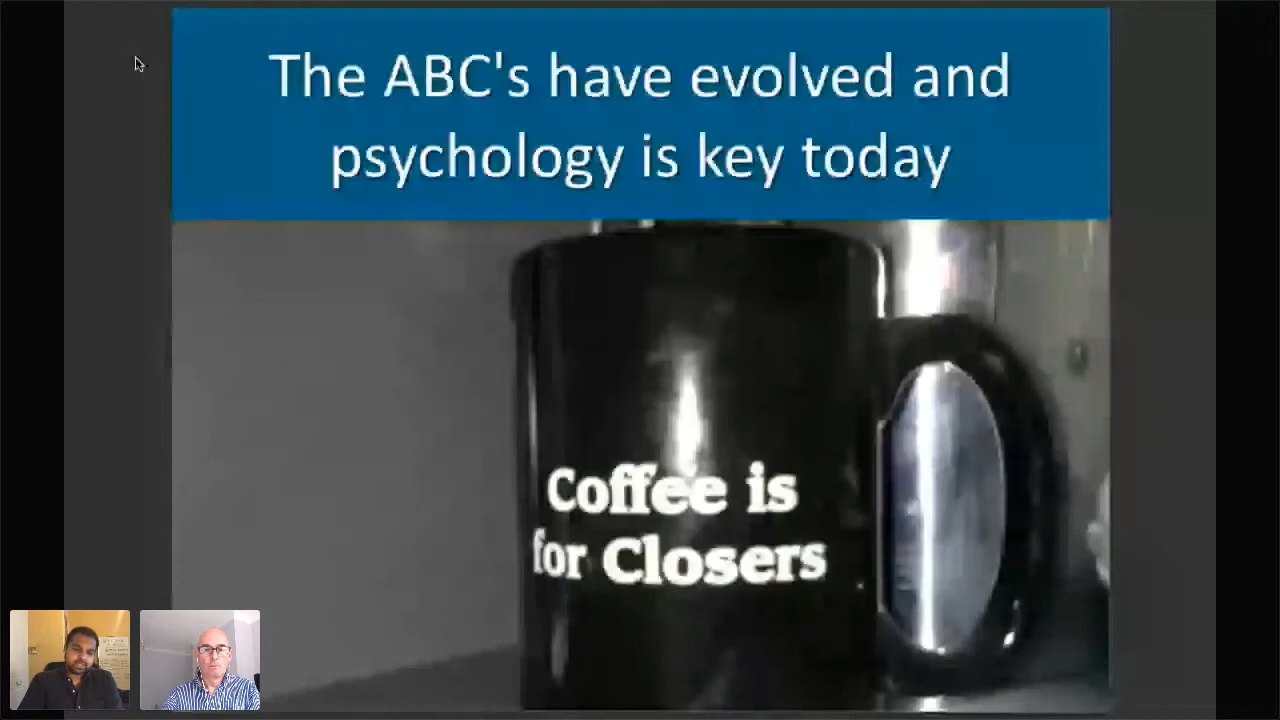 The ABC's have evolved and
psychology is key today
Coffee is
for Closers